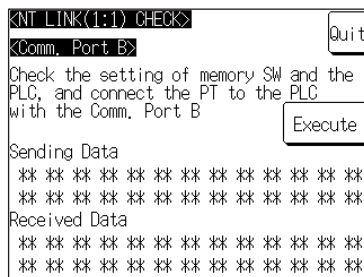 <NT LINK(1:1) CHECK>
Quit
<Comm. Port B>
Check the setting of memory SW and the
PLC, and connect the PT to the PLC
with the Comm. Port B
Execute
Sending Data
** ** ** ** ** ** ** ** ** ** ** ** **
** ** ** ** ** ** ** ** ** ** ** ** **
Received Data
** ** ** ** ** ** ** ** ** ** ** ** **
** ** ** ** ** ** ** ** ** ** ** ** **